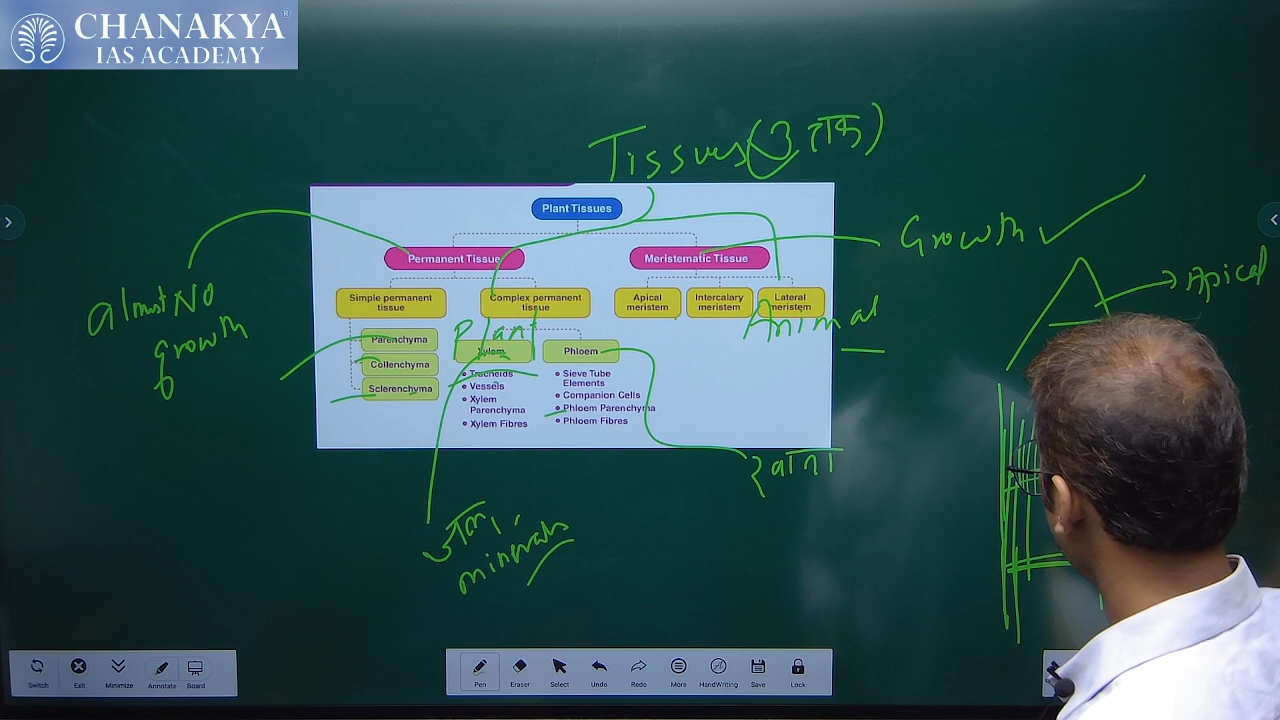 CHANAKYA®
IAS ACADEMY
Tissues (ऊतक)
Plant Tissues
Permanent Tissue
Meristematic Tissue
Growth
Apical
almost No
growth
Simple permanent
tissue
Complex permanent
tissue
Apical
meristem
Intercalary
meristem
Lateral
meristem
Plant
Animal
Parenchyma
Collenchyma
Sclerenchyma
Xylem
• Tracheids
• Vessels
• Xylem
Parenchyma
• Xylem Fibres
Phloem
• Sieve Tube
Elements
• Companion Cells
• Phloem Parenchyma
• Phloem Fibres
खाना
जल,
minerals
Switch
Exit
Minimize
Annotate
Board
Pen
Eraser
Select
Undo
Redo
More
HandWriting
Save
Lock